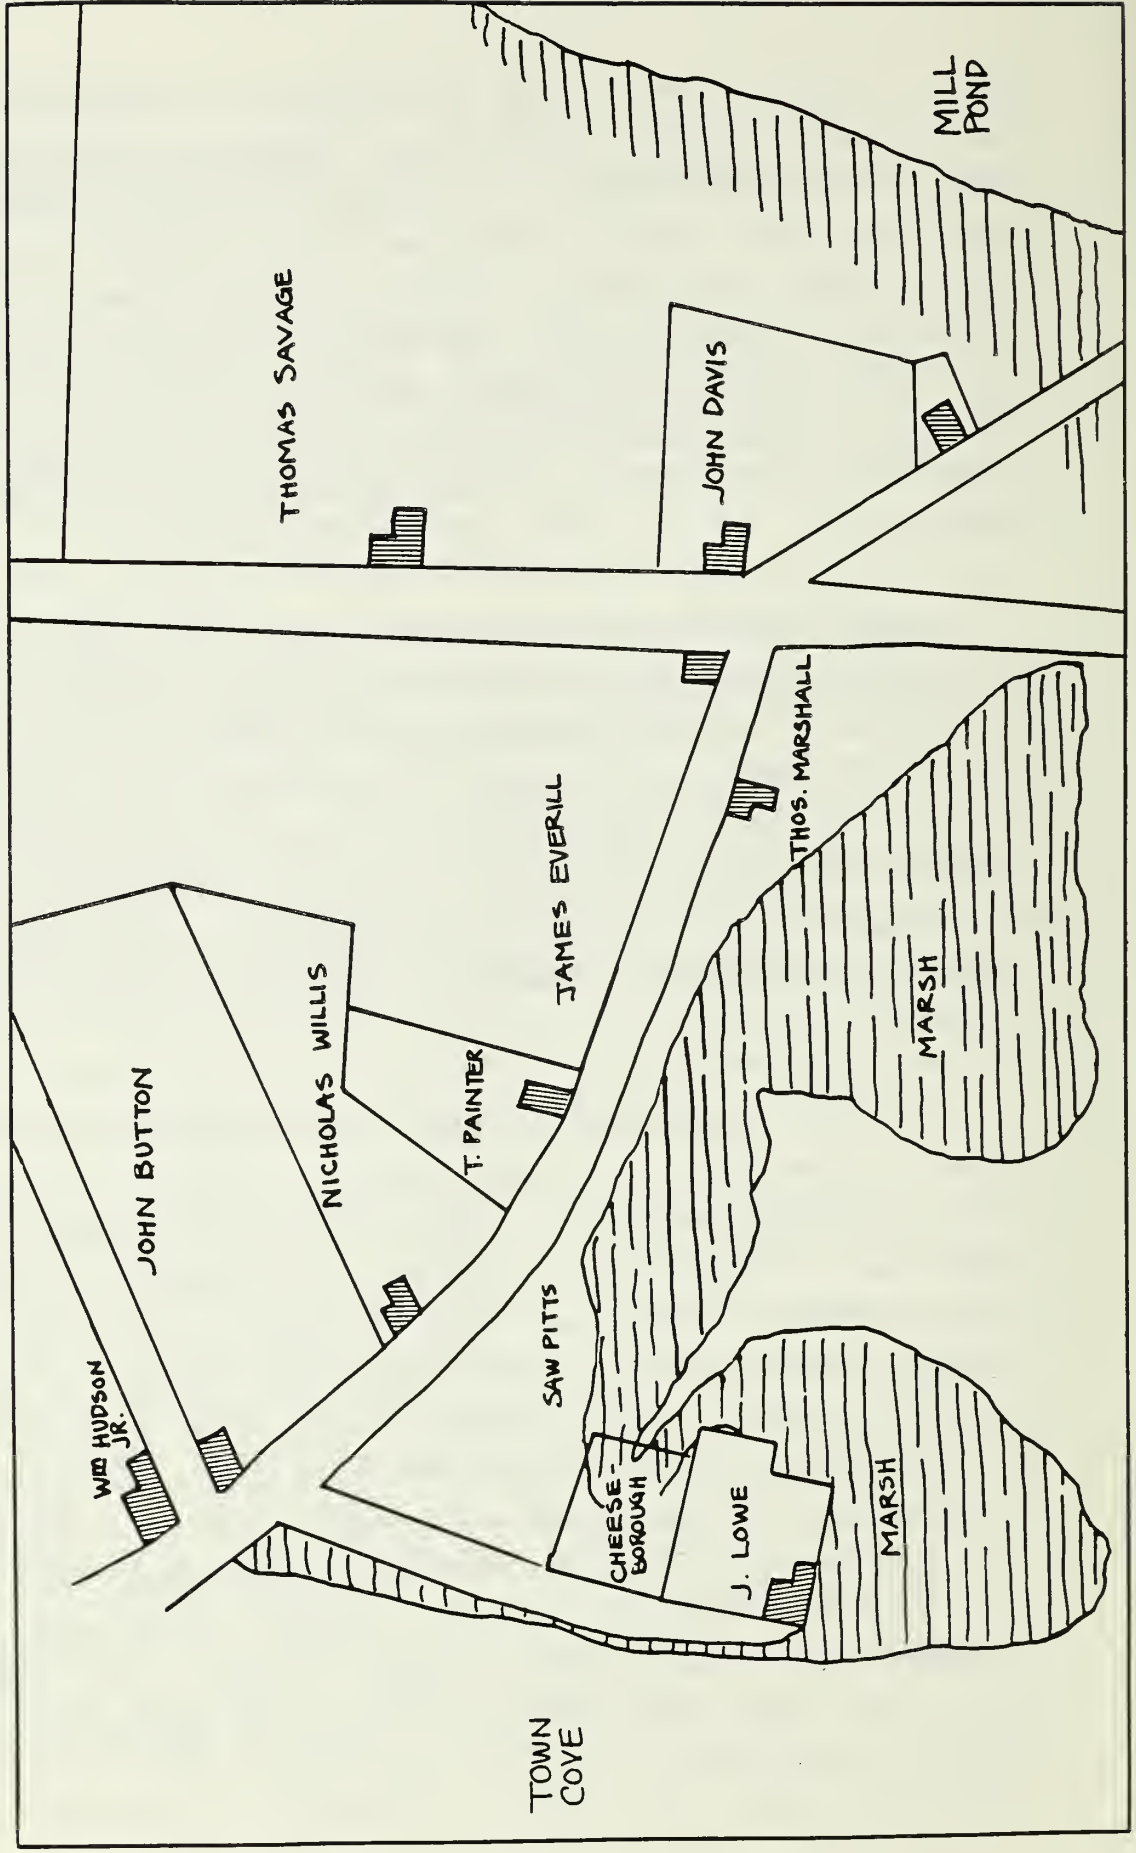 MILL
POND
THOMAS SAVAGE
JOHN DAVIS
JAMES EVERILL
THOS. MARSHALL
JOHN BUTTON
NICHOLAS WILLIS
T. PAINTER
MARSH
WM HUDSON
JR.
SAW PITTS
CHEESE-
BOROUGH
J. LOWE
MARSH
TOWN
COVE